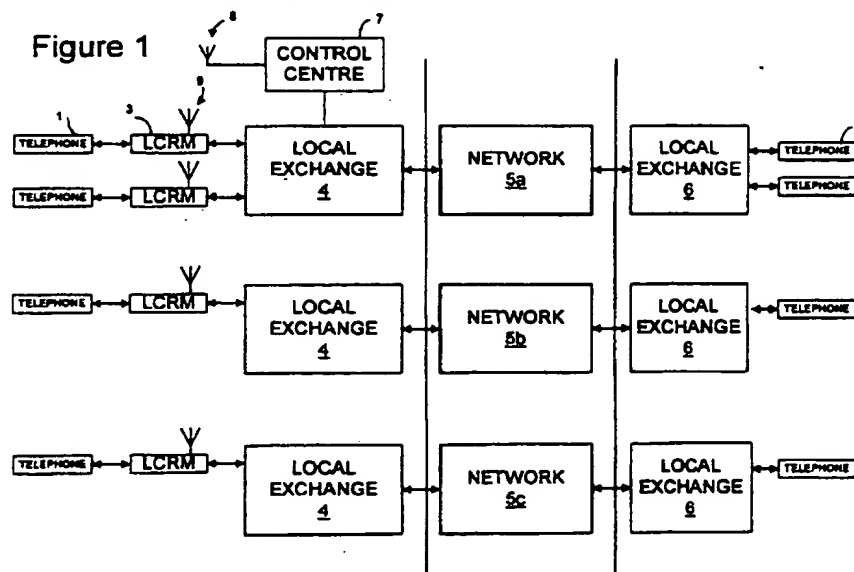 Figure 1
8
7
CONTROL
CENTRE
9
1
3
TELEPHONE
LCRM
LOCAL
EXCHANGE
4
NETWORK
5a
LOCAL
EXCHANGE
6
TELEPHONE
TELEPHONE
LCRM
TELEPHONE
TELEPHONE
LCRM
LOCAL
EXCHANGE
4
NETWORK
5b
LOCAL
EXCHANGE
6
TELEPHONE
TELEPHONE
LCRM
LOCAL
EXCHANGE
4
NETWORK
5c
LOCAL
EXCHANGE
6
TELEPHONE